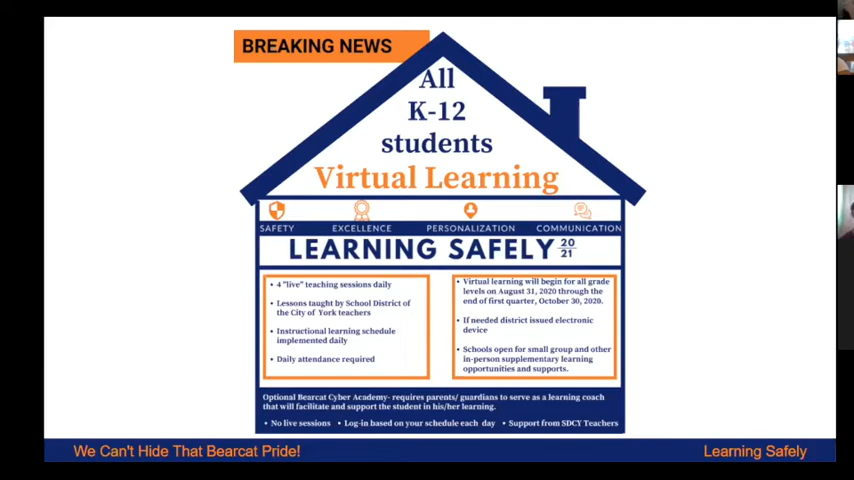 BREAKING NEWS
All
K-12
students
Virtual Learning
SAFETY EXCELLENCE PERSONALIZATION COMMUNICATION
LEARNING SAFELY 20 21
• 4 "live" teaching sessions daily
• Lessons taught by School District of
the City of York teachers
• Instructional learning schedule
implemented daily
• Daily attendance required
• Virtual learning will begin for all grade
levels on August 31, 2020 through the
end of first quarter, October 30, 2020.
• If needed district issued electronic
device
• Schools open for small group and other
in-person supplementary learning
opportunities and supports.
Optional Bearcat Cyber Academy- requires parents/ guardians to serve as a learning coach
that will facilitate and support the student in his/her learning.
• No live sessions • Log-in based on your schedule each day • Support from SDCY Teachers
We Can't Hide That Bearcat Pride!
Learning Safely